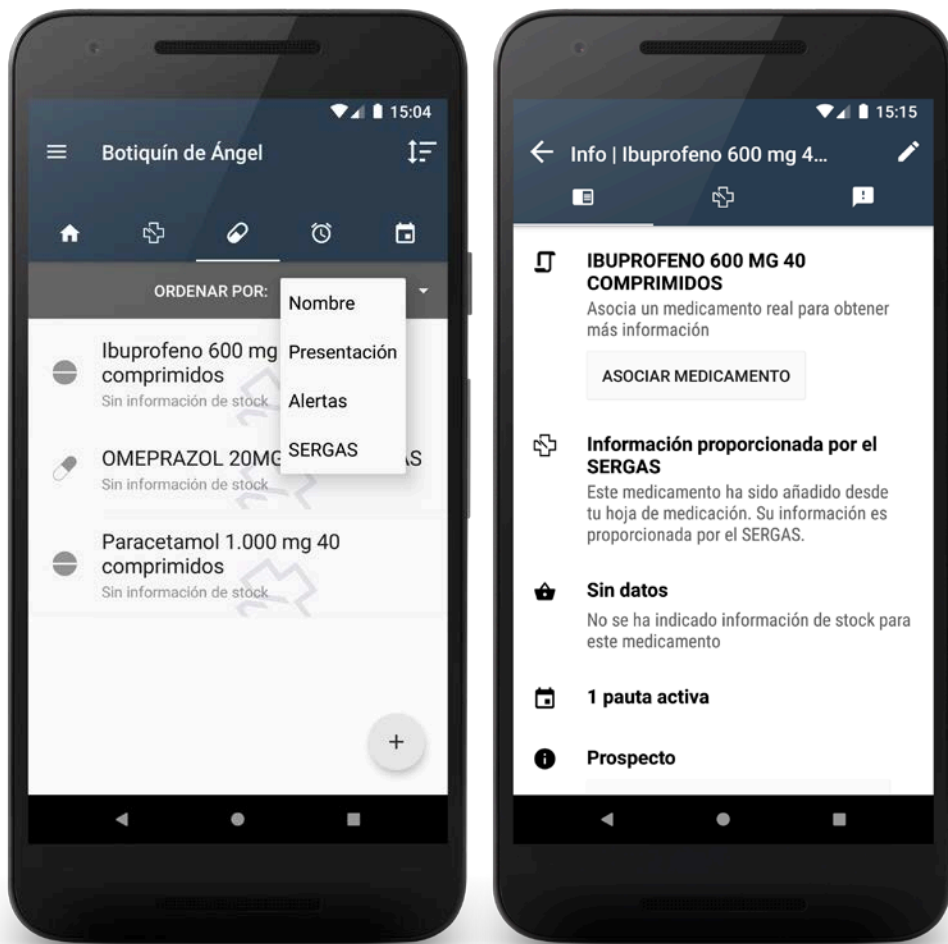 15:04
Botiquín de Ángel
ORDENAR POR:
Nombre
Presentación
Alertas
SERGAS
Ibuprofeno 600 mg
comprimidos
Sin información de stock
OMEPRAZOL 20MG
Sin información de stock
Paracetamol 1.000 mg 40
comprimidos
Sin información de stock
+
15:15
Info | Ibuprofeno 600 mg 4...
IBUPROFENO 600 MG 40
COMPRIMIDOS
Asocia un medicamento real para obtener
más información
ASOCIAR MEDICAMENTO
Información proporcionada por el
SERGAS
Este medicamento ha sido añadido desde
tu hoja de medicación. Su información es
proporcionada por el SERGAS.
Sin datos
No se ha indicado información de stock para
este medicamento
1 pauta activa
Prospecto